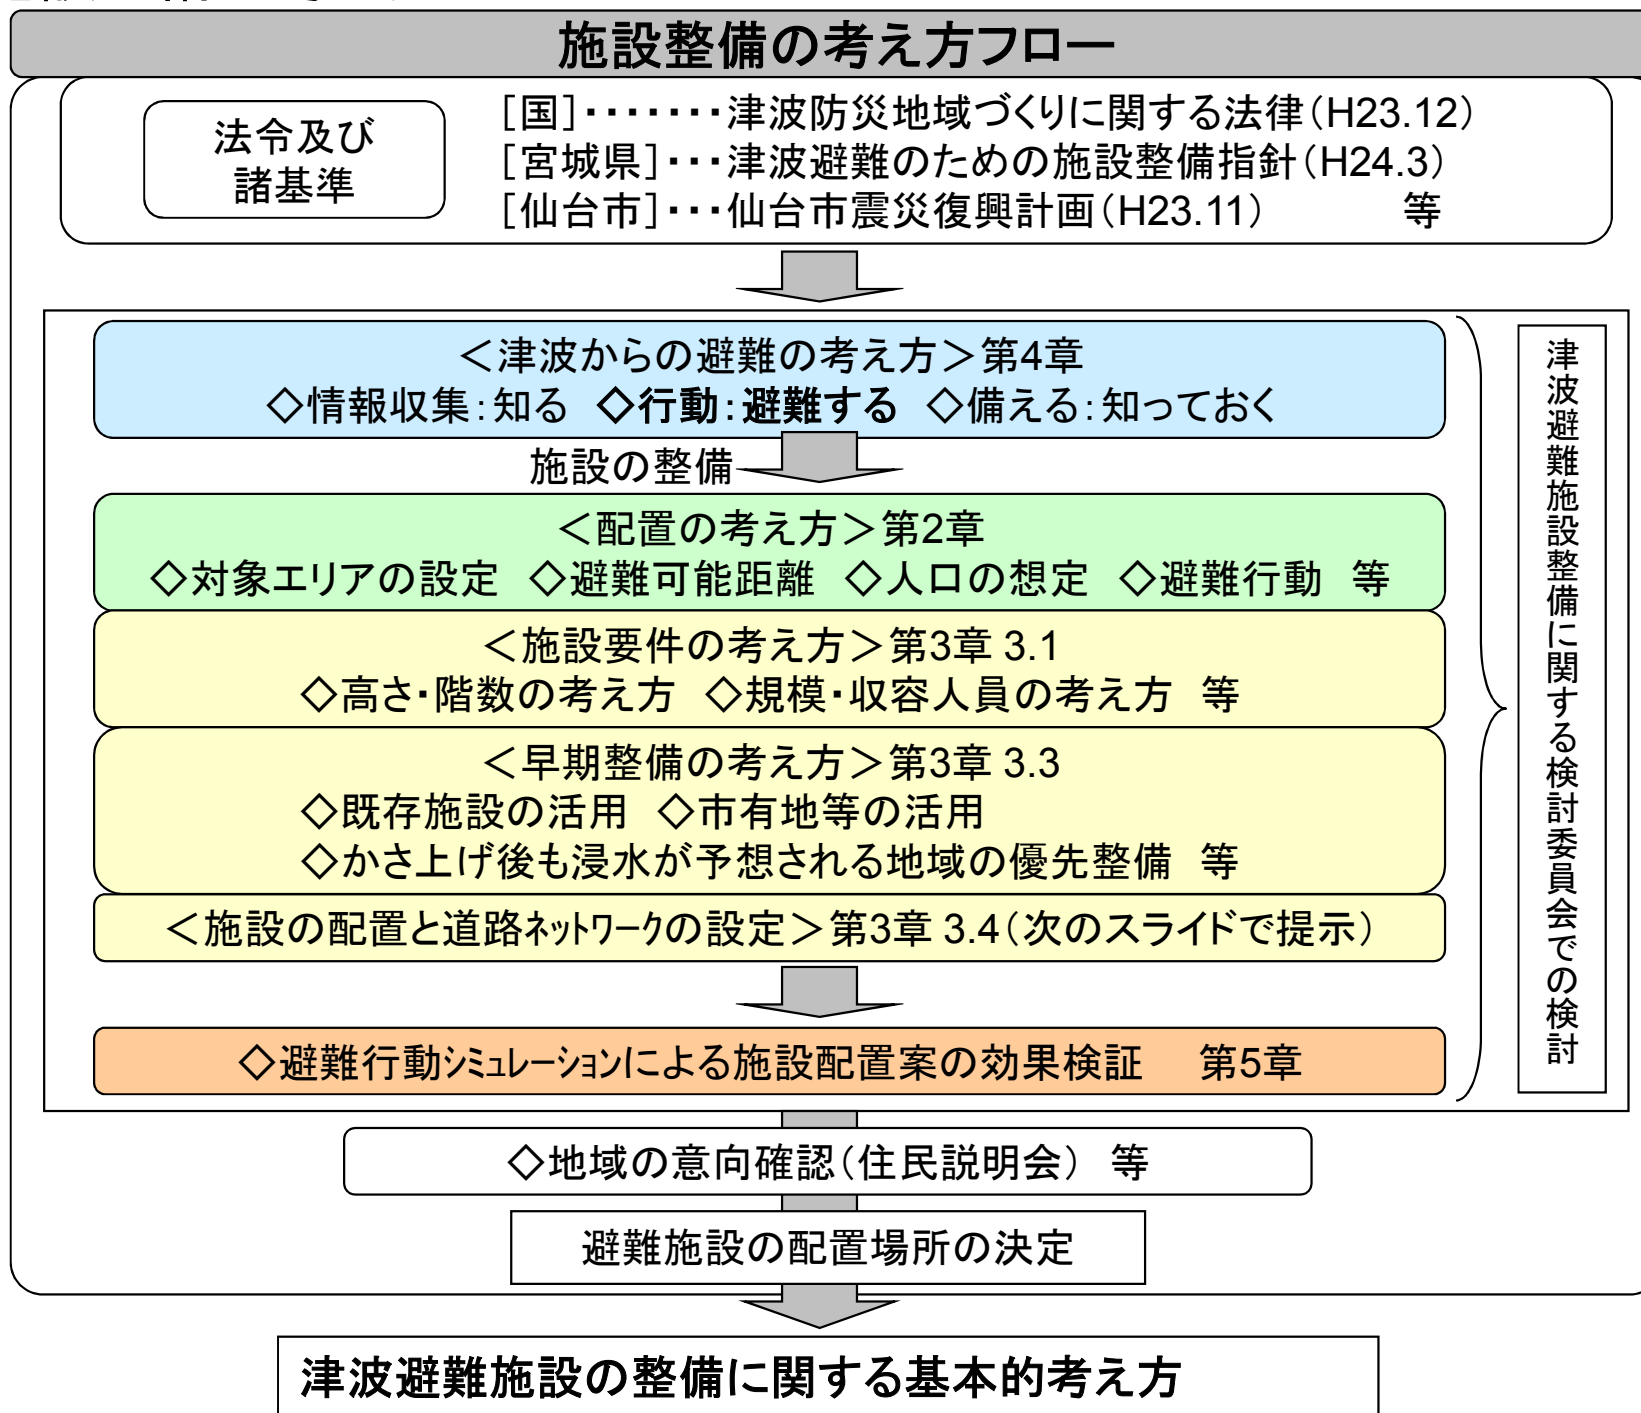 施設整備の考え方フロー
法令及び
諸基準
［国］・・・・・・・津波防災地域づくりに関する法律（H23.12）
［宮城県］・・・津波避難のための施設整備指針（H24.3）
［仙台市］・・・仙台市震災復興計画（H23.11）　　　　等
＜津波からの避難の考え方＞第4章
◇情報収集：知る　◇行動：避難する　◇備える：知っておく
施設の整備
＜配置の考え方＞第2章
◇対象エリアの設定　◇避難可能距離　◇人口の想定　◇避難行動　等
＜施設要件の考え方＞第3章 3.1
◇高さ・階数の考え方　◇規模・収容人員の考え方　等
＜早期整備の考え方＞第3章 3.3
◇既存施設の活用　◇市有地等の活用
◇かさ上げ後も浸水が予想される地域の優先整備　等
＜施設の配置と道路ﾈｯﾄﾜｰｸの設定＞第3章 3.4（次のスライドで提示）
◇避難行動ｼﾐｭﾚｰｼｮﾝによる施設配置案の効果検証　　第5章
津波避難施設整備に関する検討委員会での検討
◇地域の意向確認（住民説明会）　等
避難施設の配置場所の決定
津波避難施設の整備に関する基本的考え方